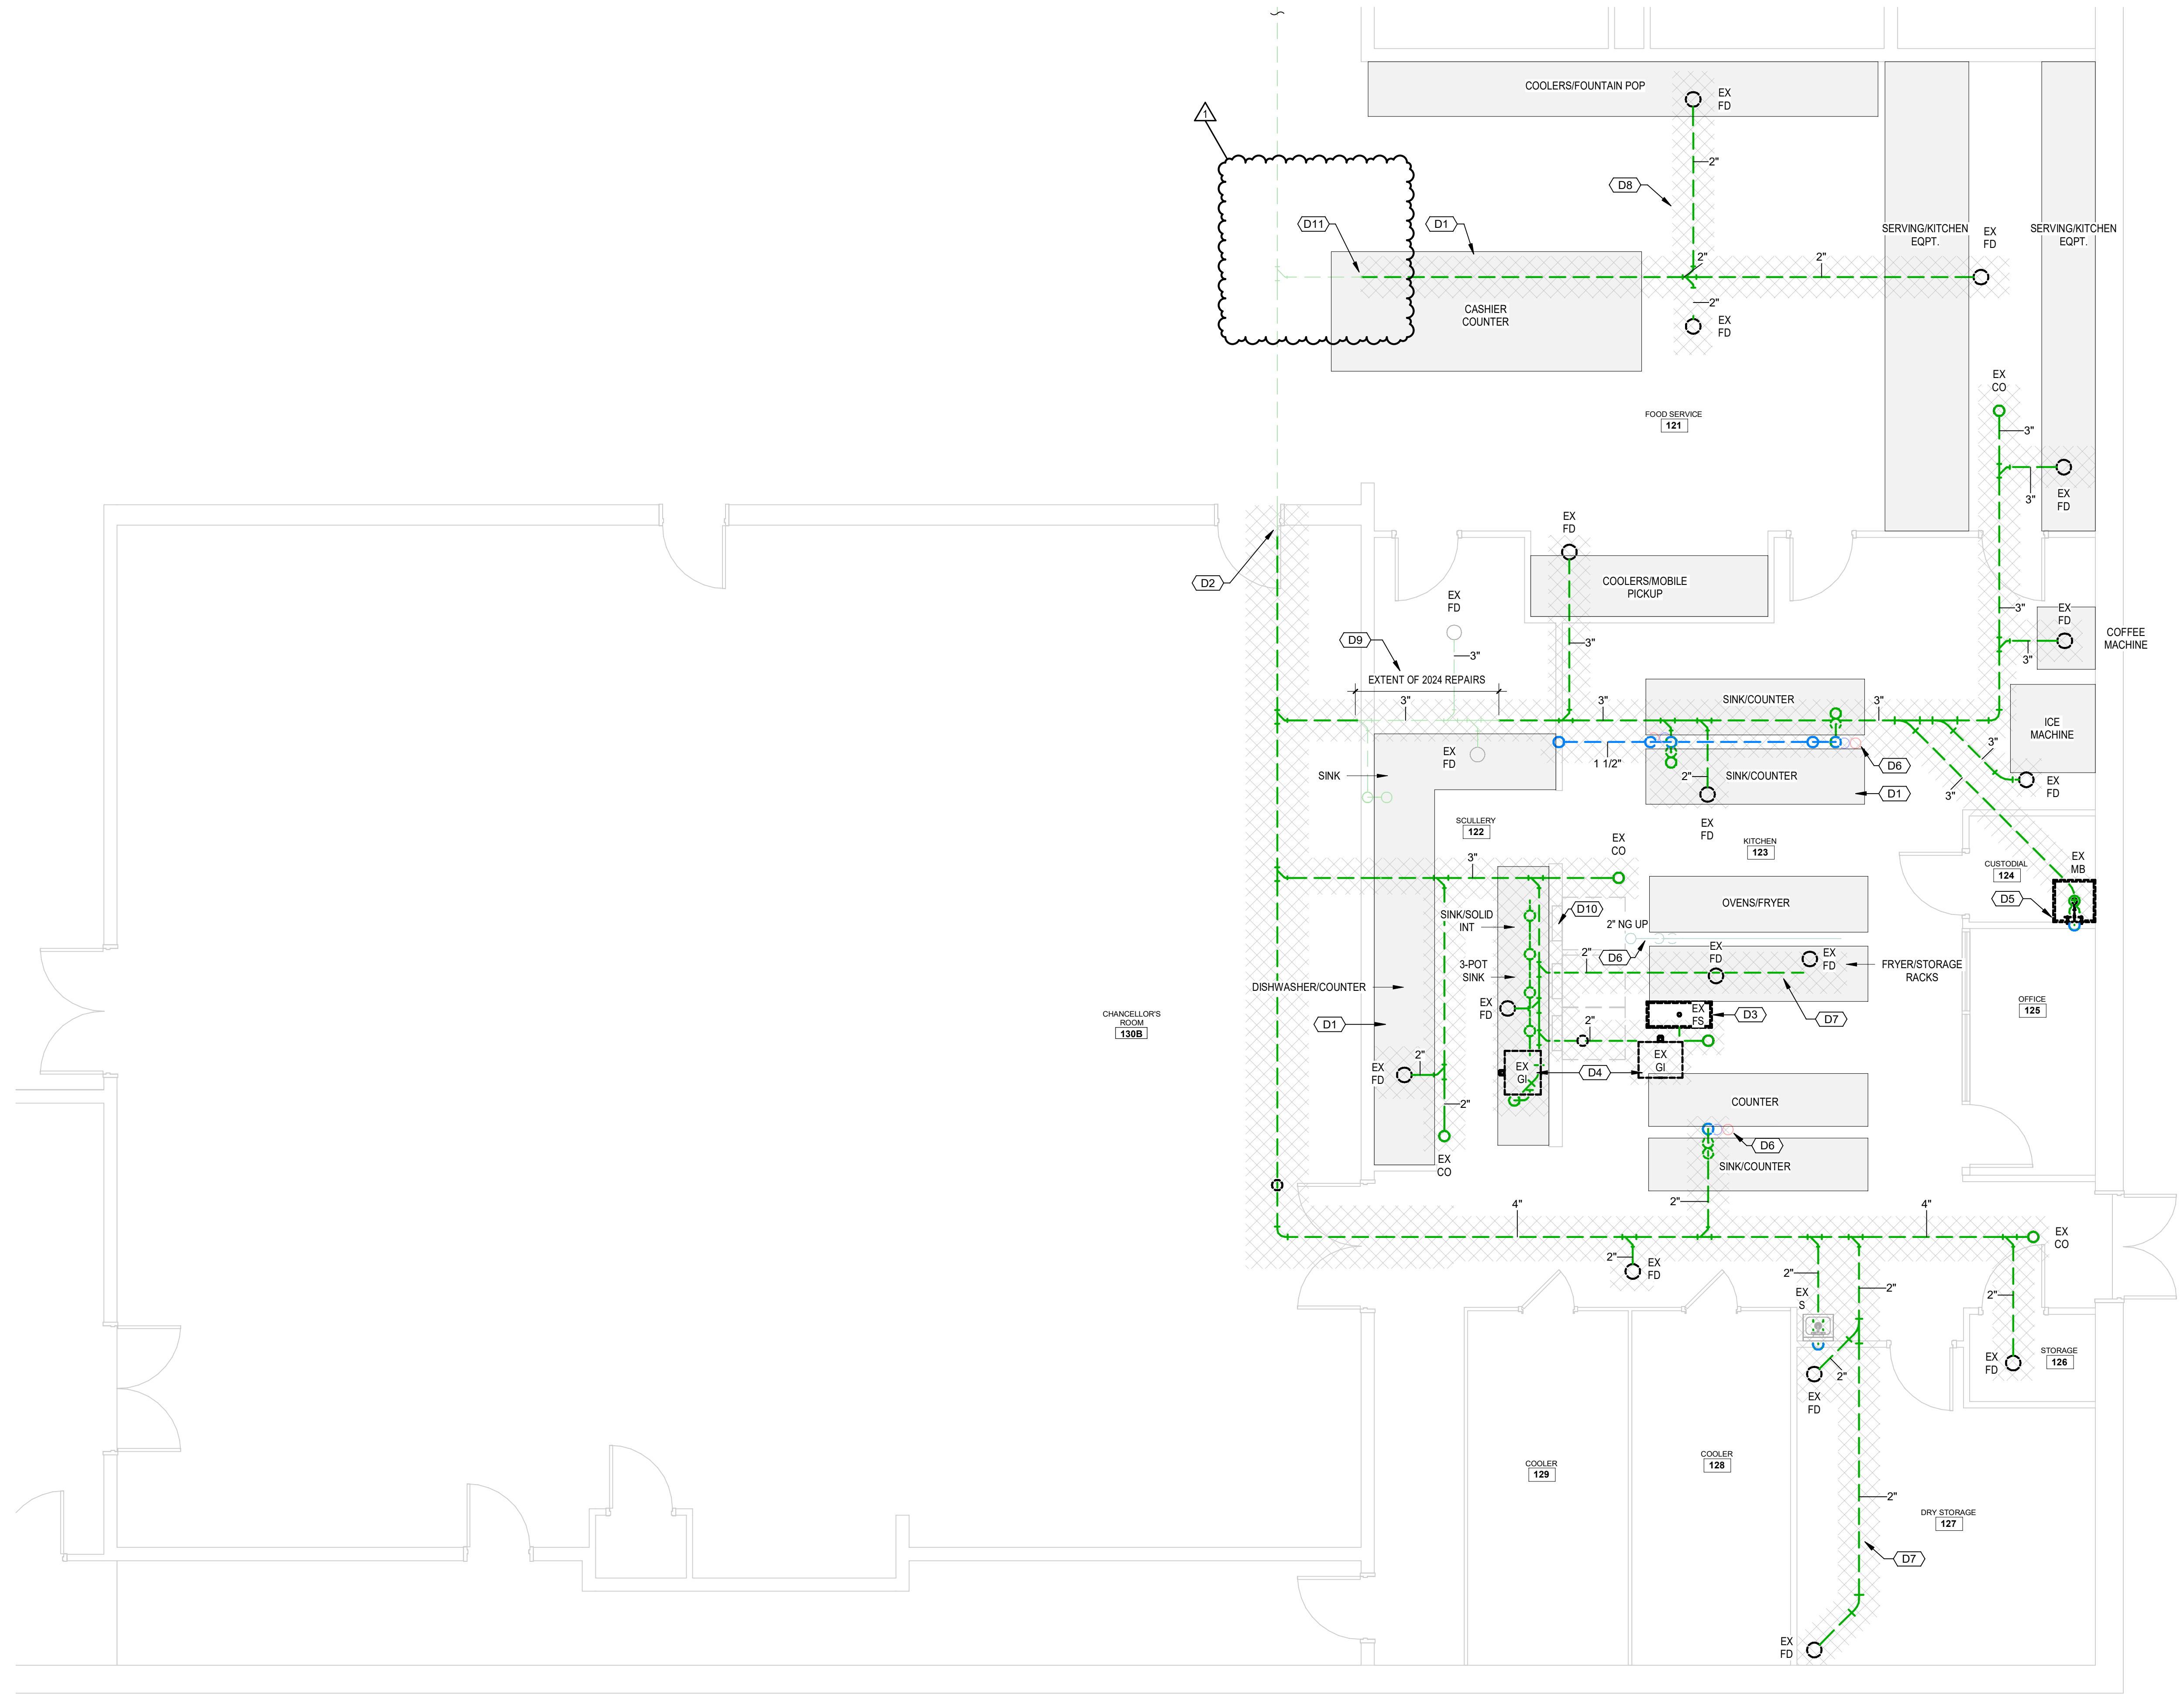 COOLERS/FOUNTAIN POP
EX
FD
1
2"
D8
D11
D1
SERVING/KITCHEN
EQPT.
EX
FD
SERVING/KITCHEN
EQPT.
2"
2"
CASHIER
COUNTER
2"
EX
FD
EX
CO
FOOD SERVICE
121
3"
3"
EX
FD
EX
FD
D2
COOLERS/MOBILE
PICKUP
EX
FD
3"
EX
FD
COFFEE
MACHINE
D9
3"
3"
3"
EXTENT OF 2024 REPAIRS
3"
3"
SINK/COUNTER
3"
ICE
MACHINE
3"
EX
FD
1 1/2"
D6
SINK
SINK/COUNTER
2"
3"
EX
FD
D1
SCULLERY
122
EX
FD
KITCHEN
123
EX
CO
3"
CUSTODIAL
124
EX
MB
D5
OVENS/FRYER
SINK/SOLID
INT
D10
2" NG UP
D6
2"
EX
FD
EX
FD
3-POT
SINK
FRYER/STORAGE
RACKS
DISHWASHER/COUNTER
EX
FD
EX
FS
D3
D7
OFFICE
125
CHANCELLOR'S
ROOM
130B
D1
2"
2"
EX
FD
EX
GI
D4
EX
GI
2"
COUNTER
D6
EX
CO
SINK/COUNTER
2"
4"
4"
EX
CO
2"
EX
FD
2"
2"
2"
EX
S
EX
FD
STORAGE
126
2"
EX
FD
COOLER
129
COOLER
128
2"
DRY STORAGE
127
D7
EX
FD